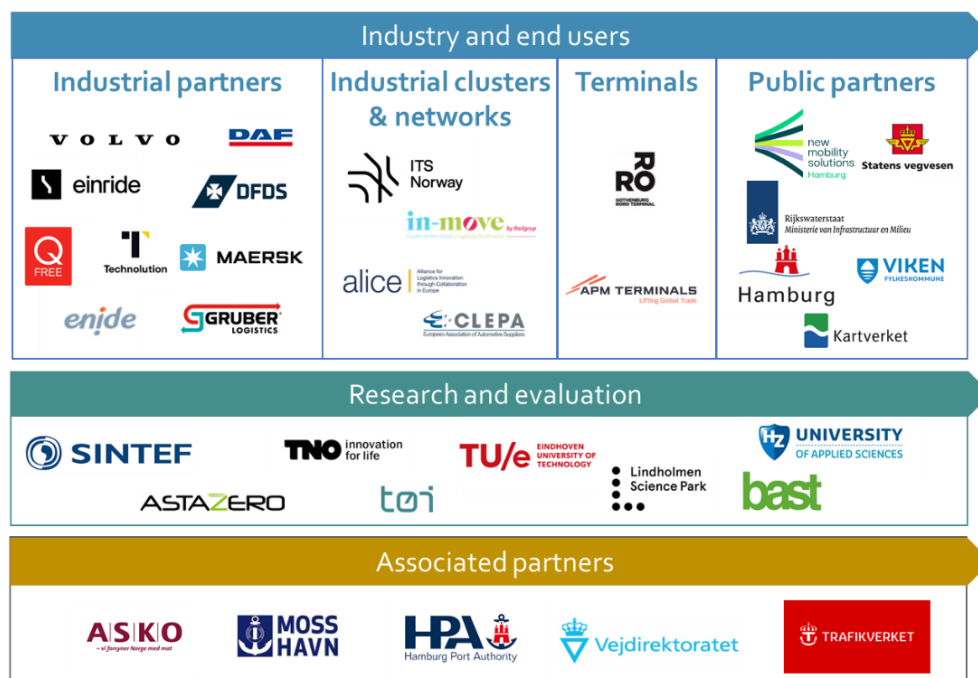 Industry and end users
Industrial partners
VOLVO
DAF
einride
DFDS
Q
FREE
T
Technolution
MAERSK
enide
GRUBER
LOGISTICS
Industrial clusters
& networks
ITS
Norway
in-move by Railgrup
alice
Alliance for
Logistics Innovation
through Collaboration
in Europe
CLEPA
European Association of Automotive Suppliers
Terminals
RO
RO
GOTHENBURG
RORO TERMINAL
APM TERMINALS
Lifting Global Trade
Public partners
new
mobility
solutions
Hamburg
Statens vegvesen
Rijkswaterstaat
Ministerie van Infrastructuur en Milieu
Hamburg
VIKEN
FYLKESKOMMUNE
Kartverket
Research and evaluation
SINTEF
TNO innovation
for life
TU/e EINDHOVEN
UNIVERSITY OF
TECHNOLOGY
HZ UNIVERSITY
OF APPLIED SCIENCES
ASTAZERO
tøi
Lindholmen
Science Park
bast
Associated partners
ASKO
– vi fornyer Norge med mat
MOSS
HAVN
HPA
Hamburg Port Authority
Vejdirektoratet
TRAFIKVERKET